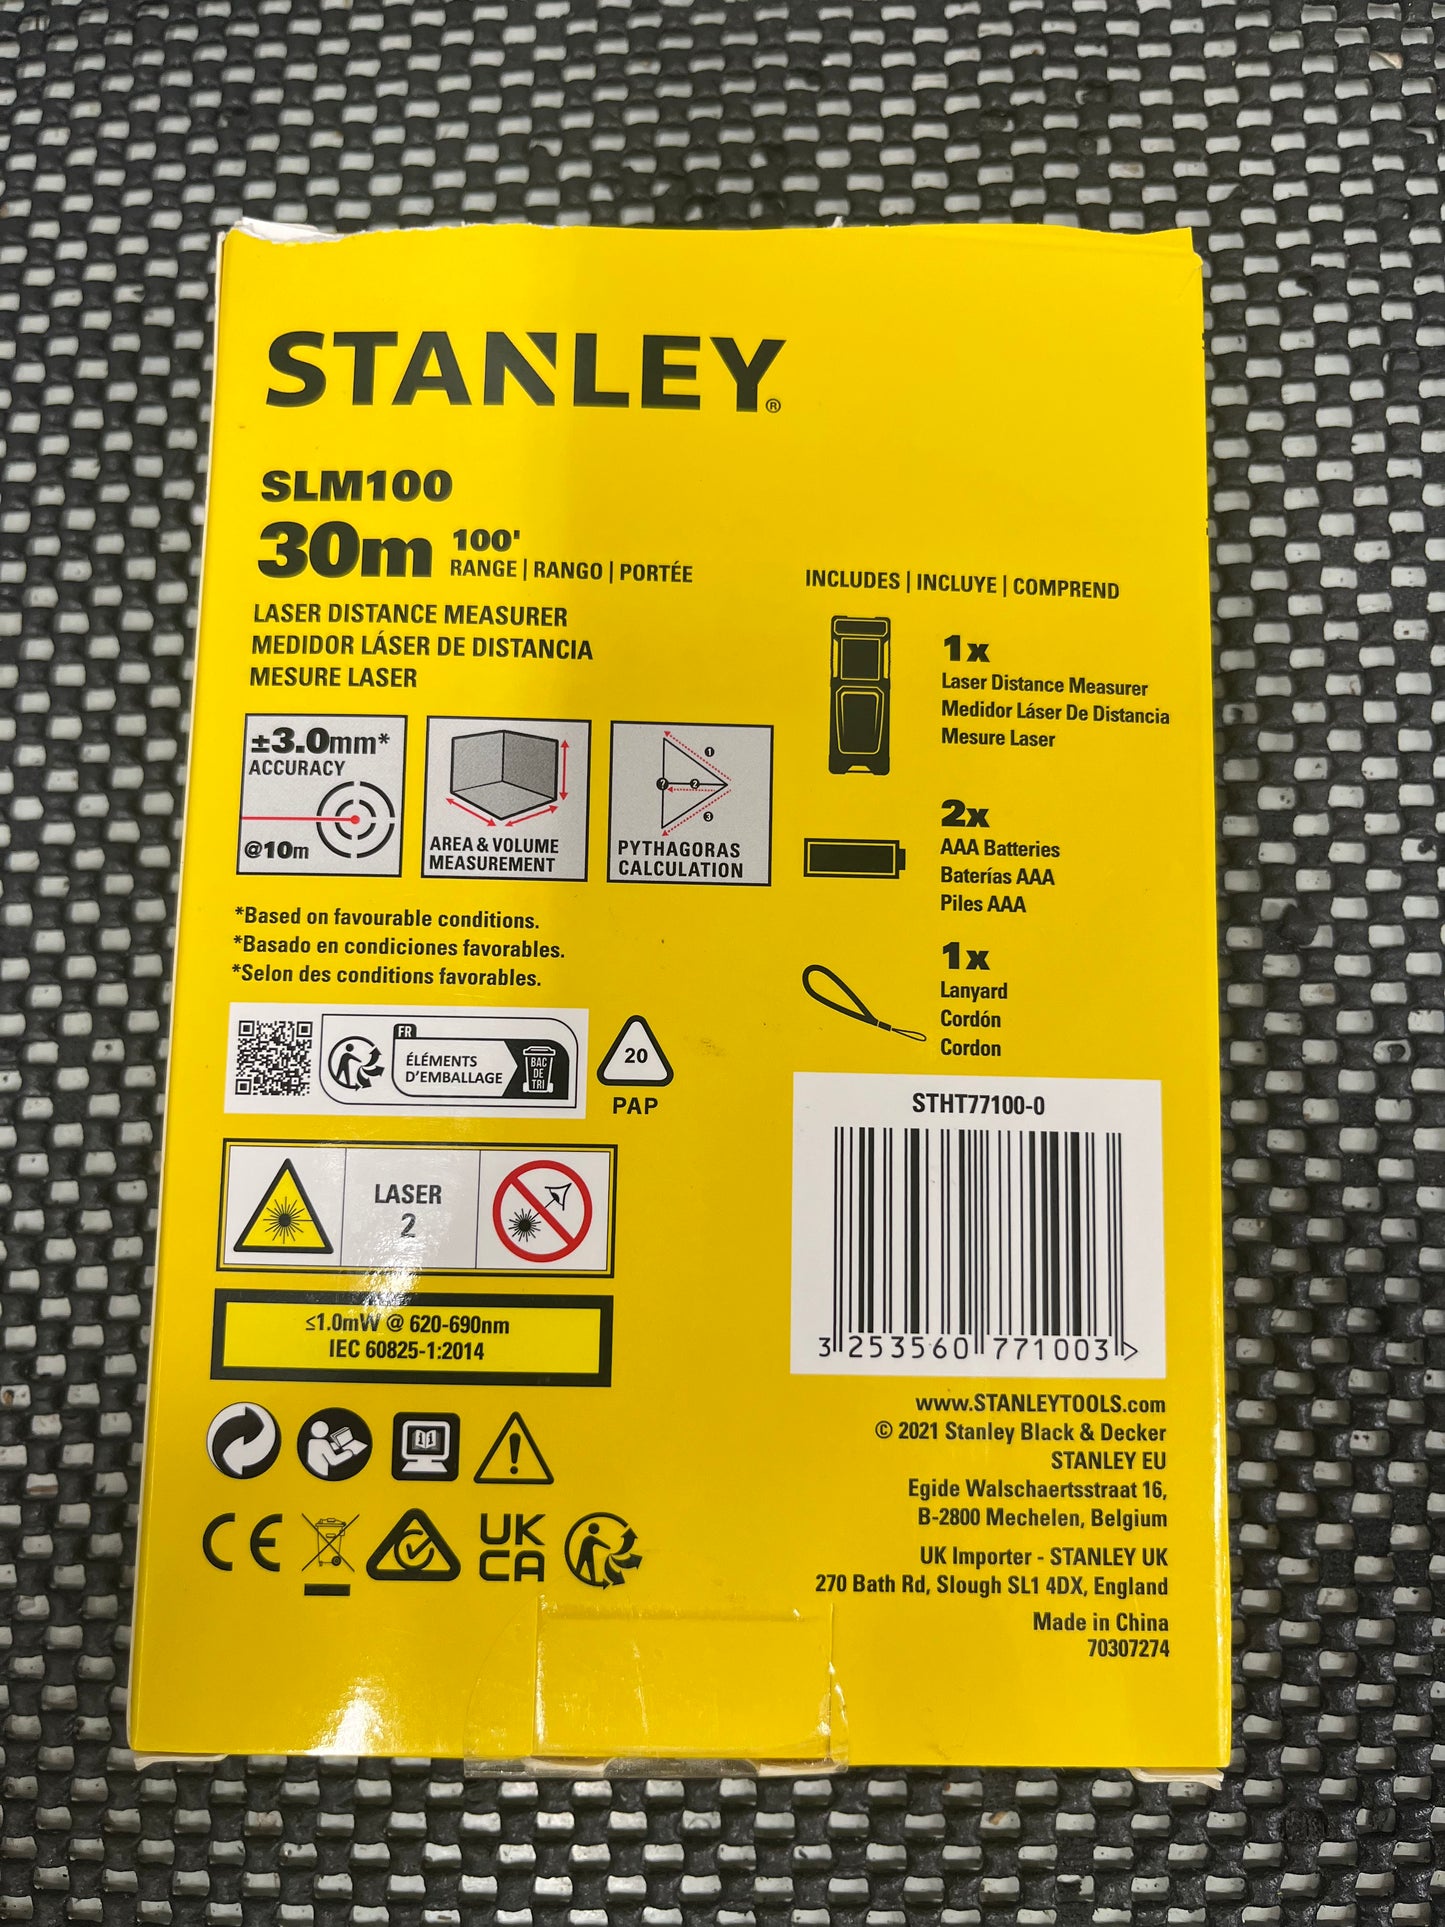 STANLEY®
SLM100
30m 100'
RANGE | RANGO | PORTÉE
LASER DISTANCE MEASURER
MEDIDOR LÁSER DE DISTANCIA
MESURE LASER
±3.0mm*
ACCURACY
@10m
AREA & VOLUME
MEASUREMENT
1
?
2
3
PYTHAGORAS
CALCULATION
*Based on favourable conditions.
*Basado en condiciones favorables.
*Selon des conditions favorables.
INCLUDES | INCLUYE | COMPREND
1x
Laser Distance Measurer
Medidor Láser De Distancia
Mesure Laser
2x
AAA Batteries
Baterías AAA
Piles AAA
1x
Lanyard
Cordón
Cordon
FR
ÉLÉMENTS
D'EMBALLAGE
BAC
DE
TRI
20
PAP
LASER
2
≤1.0mW @ 620-690nm
IEC 60825-1:2014
CE
UK
CA
STHT77100-0
3 253560 771003 >
www.STANLEYTOOLS.com
© 2021 Stanley Black & Decker
STANLEY EU
Egide Walschaertsstraat 16,
B-2800 Mechelen, Belgium
UK Importer - STANLEY UK
270 Bath Rd, Slough SL1 4DX, England
Made in China
70307274